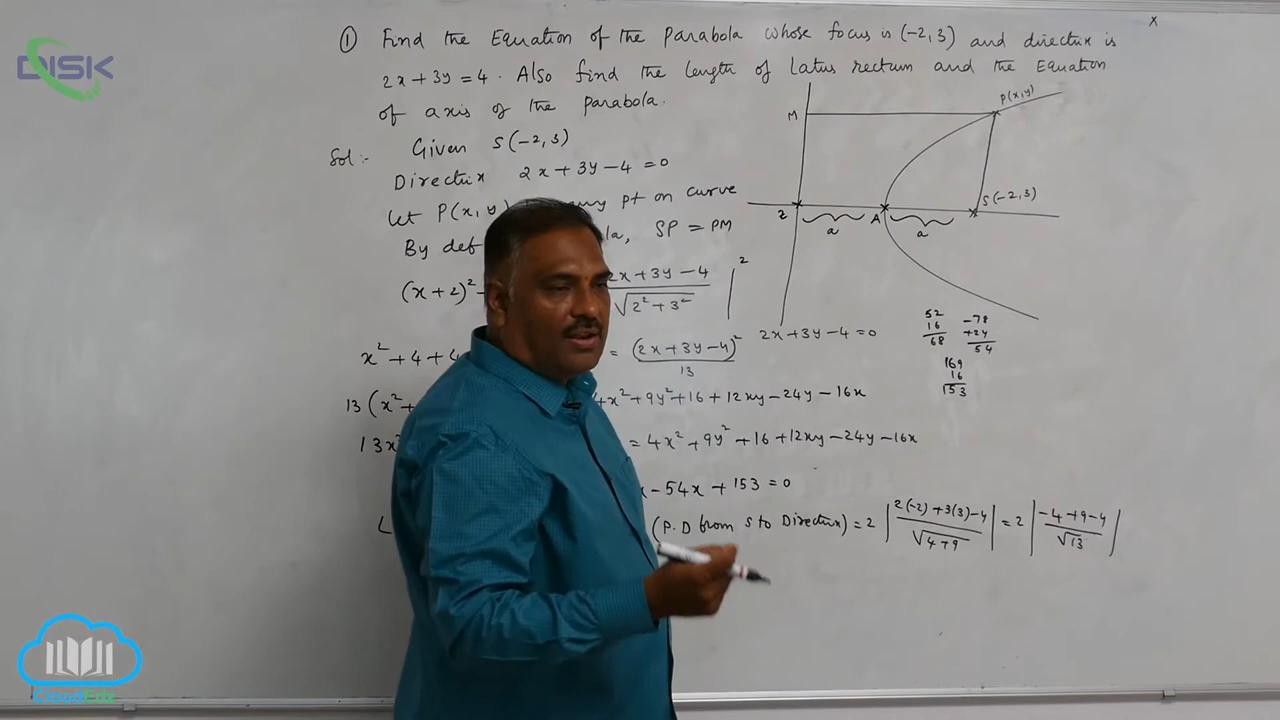 DISK
x
① Find the Equation of the Parabola whose focus is (-2,3) and directrix is
2x+3y=4. Also find the length of Latus rectum and the Equation
of axis of the parabola.
Sol:- Given S(-2,3)
Directrix 2x+3y-4=0
Let P(x,y) any pt on curve
By def SP = PM
(x+2)² 2x+3y-4 / √(2²+3²) |²
x²+4+4 = (2x+3y-4)² / 13
13(x²+ x²+9y²+16+12xy-24y-16x
13x² = 4x²+9y²+16+12xy-24y-16x
-54x+153=0
L (P.D from S to Directrix) = 2 | 2(-2)+3(3)-4 / √(4+9) | = 2 | -4+9-4 / √13 |
M
P(x,y)
Z
A
S(-2,3)
a
a
2x+3y-4=0
52
16
68
-78
+24
54
169
16
153
CloudEdz